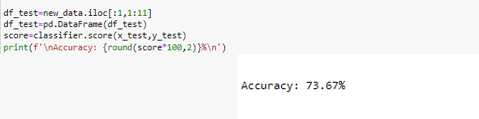 df_test=new_data.iloc[:1,1:11]
df_test=pd.DataFrame(df_test)
score=classifier.score(x_test,y_test)
print(f'\nAccuracy: {round(score*100,2)}%\n')
Accuracy: 73.67%